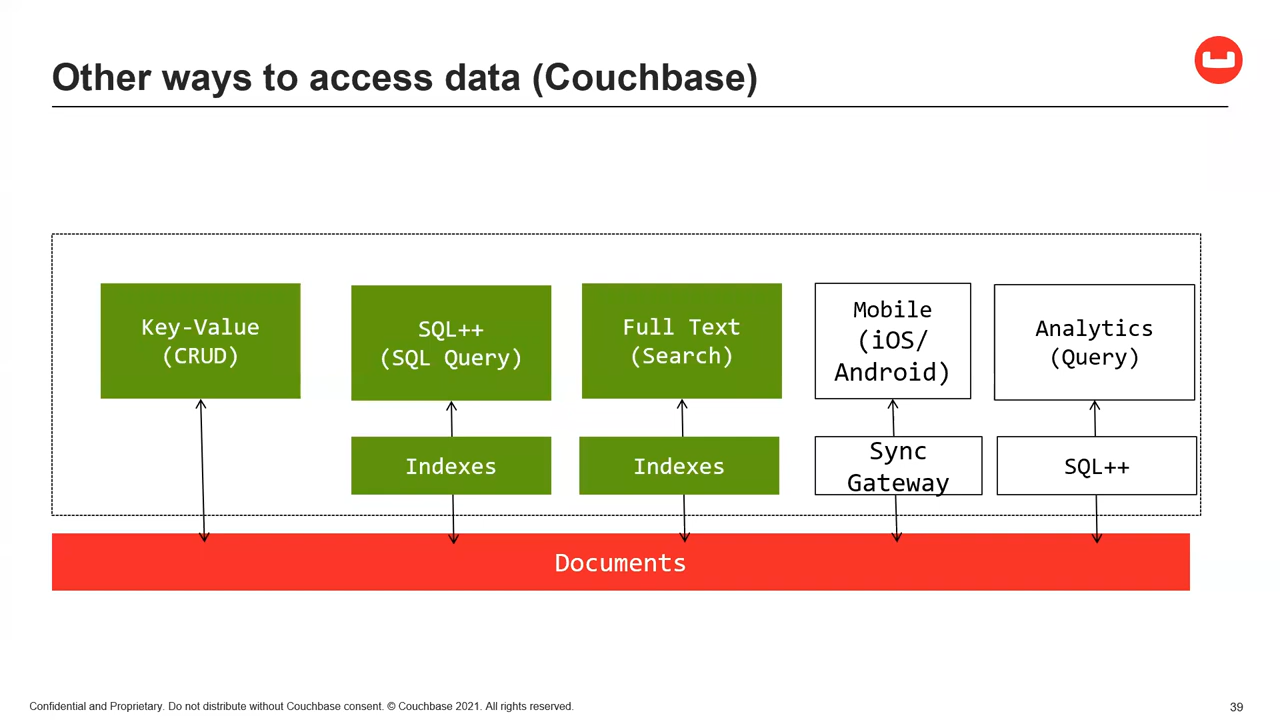 Other ways to access data (Couchbase)
Key-Value
(CRUD)
SQL++
(SQL Query)
Full Text
(Search)
Mobile
(iOS/
Android)
Analytics
(Query)
Indexes
Indexes
Sync
Gateway
SQL++
Documents
Confidential and Proprietary. Do not distribute without Couchbase consent. © Couchbase 2021. All rights reserved.
39